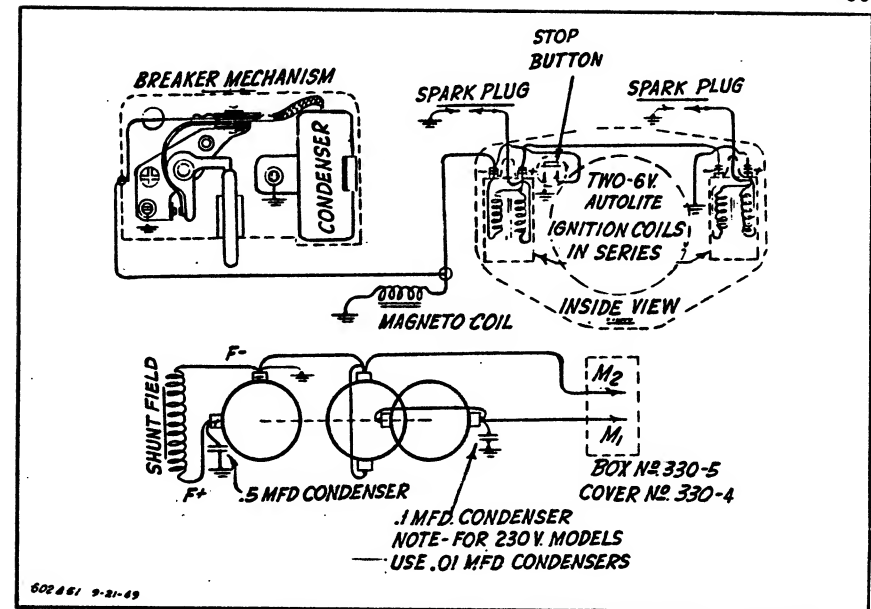 STOP
BUTTON
BREAKER MECHANISM
SPARK PLUG
SPARK PLUG
CONDENSER
TWO-6V.
AUTOLITE
IGNITION COILS
IN SERIES
INSIDE VIEW
MAGNETO COIL
F-
SHUNT FIELD
M2
M1
F+
.5 MFD CONDENSER
BOX Nº 330-5
COVER Nº 330-4
.1 MFD. CONDENSER
NOTE-FOR 230 V. MODELS
USE .01 MFD CONDENSERS
9-21-49